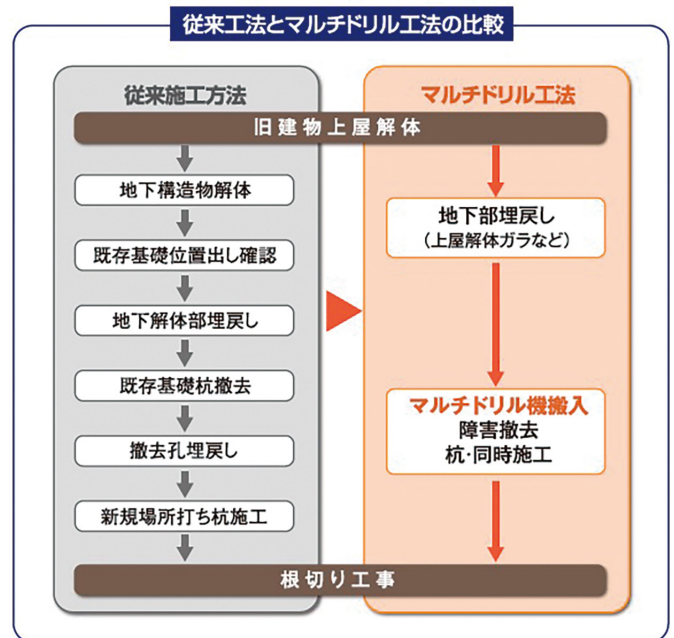 従来工法とマルチドリル工法の比較
従来施工方法
マルチドリル工法
旧建物上屋解体
地下構造物解体
既存基礎位置出し確認
地下解体部埋戻し
既存基礎杭撤去
撤去孔埋戻し
新規場所打ち杭施工
地下部埋戻し
(上屋解体ガラなど)
マルチドリル機搬入
障害撤去
杭・同時施工
根切り工事